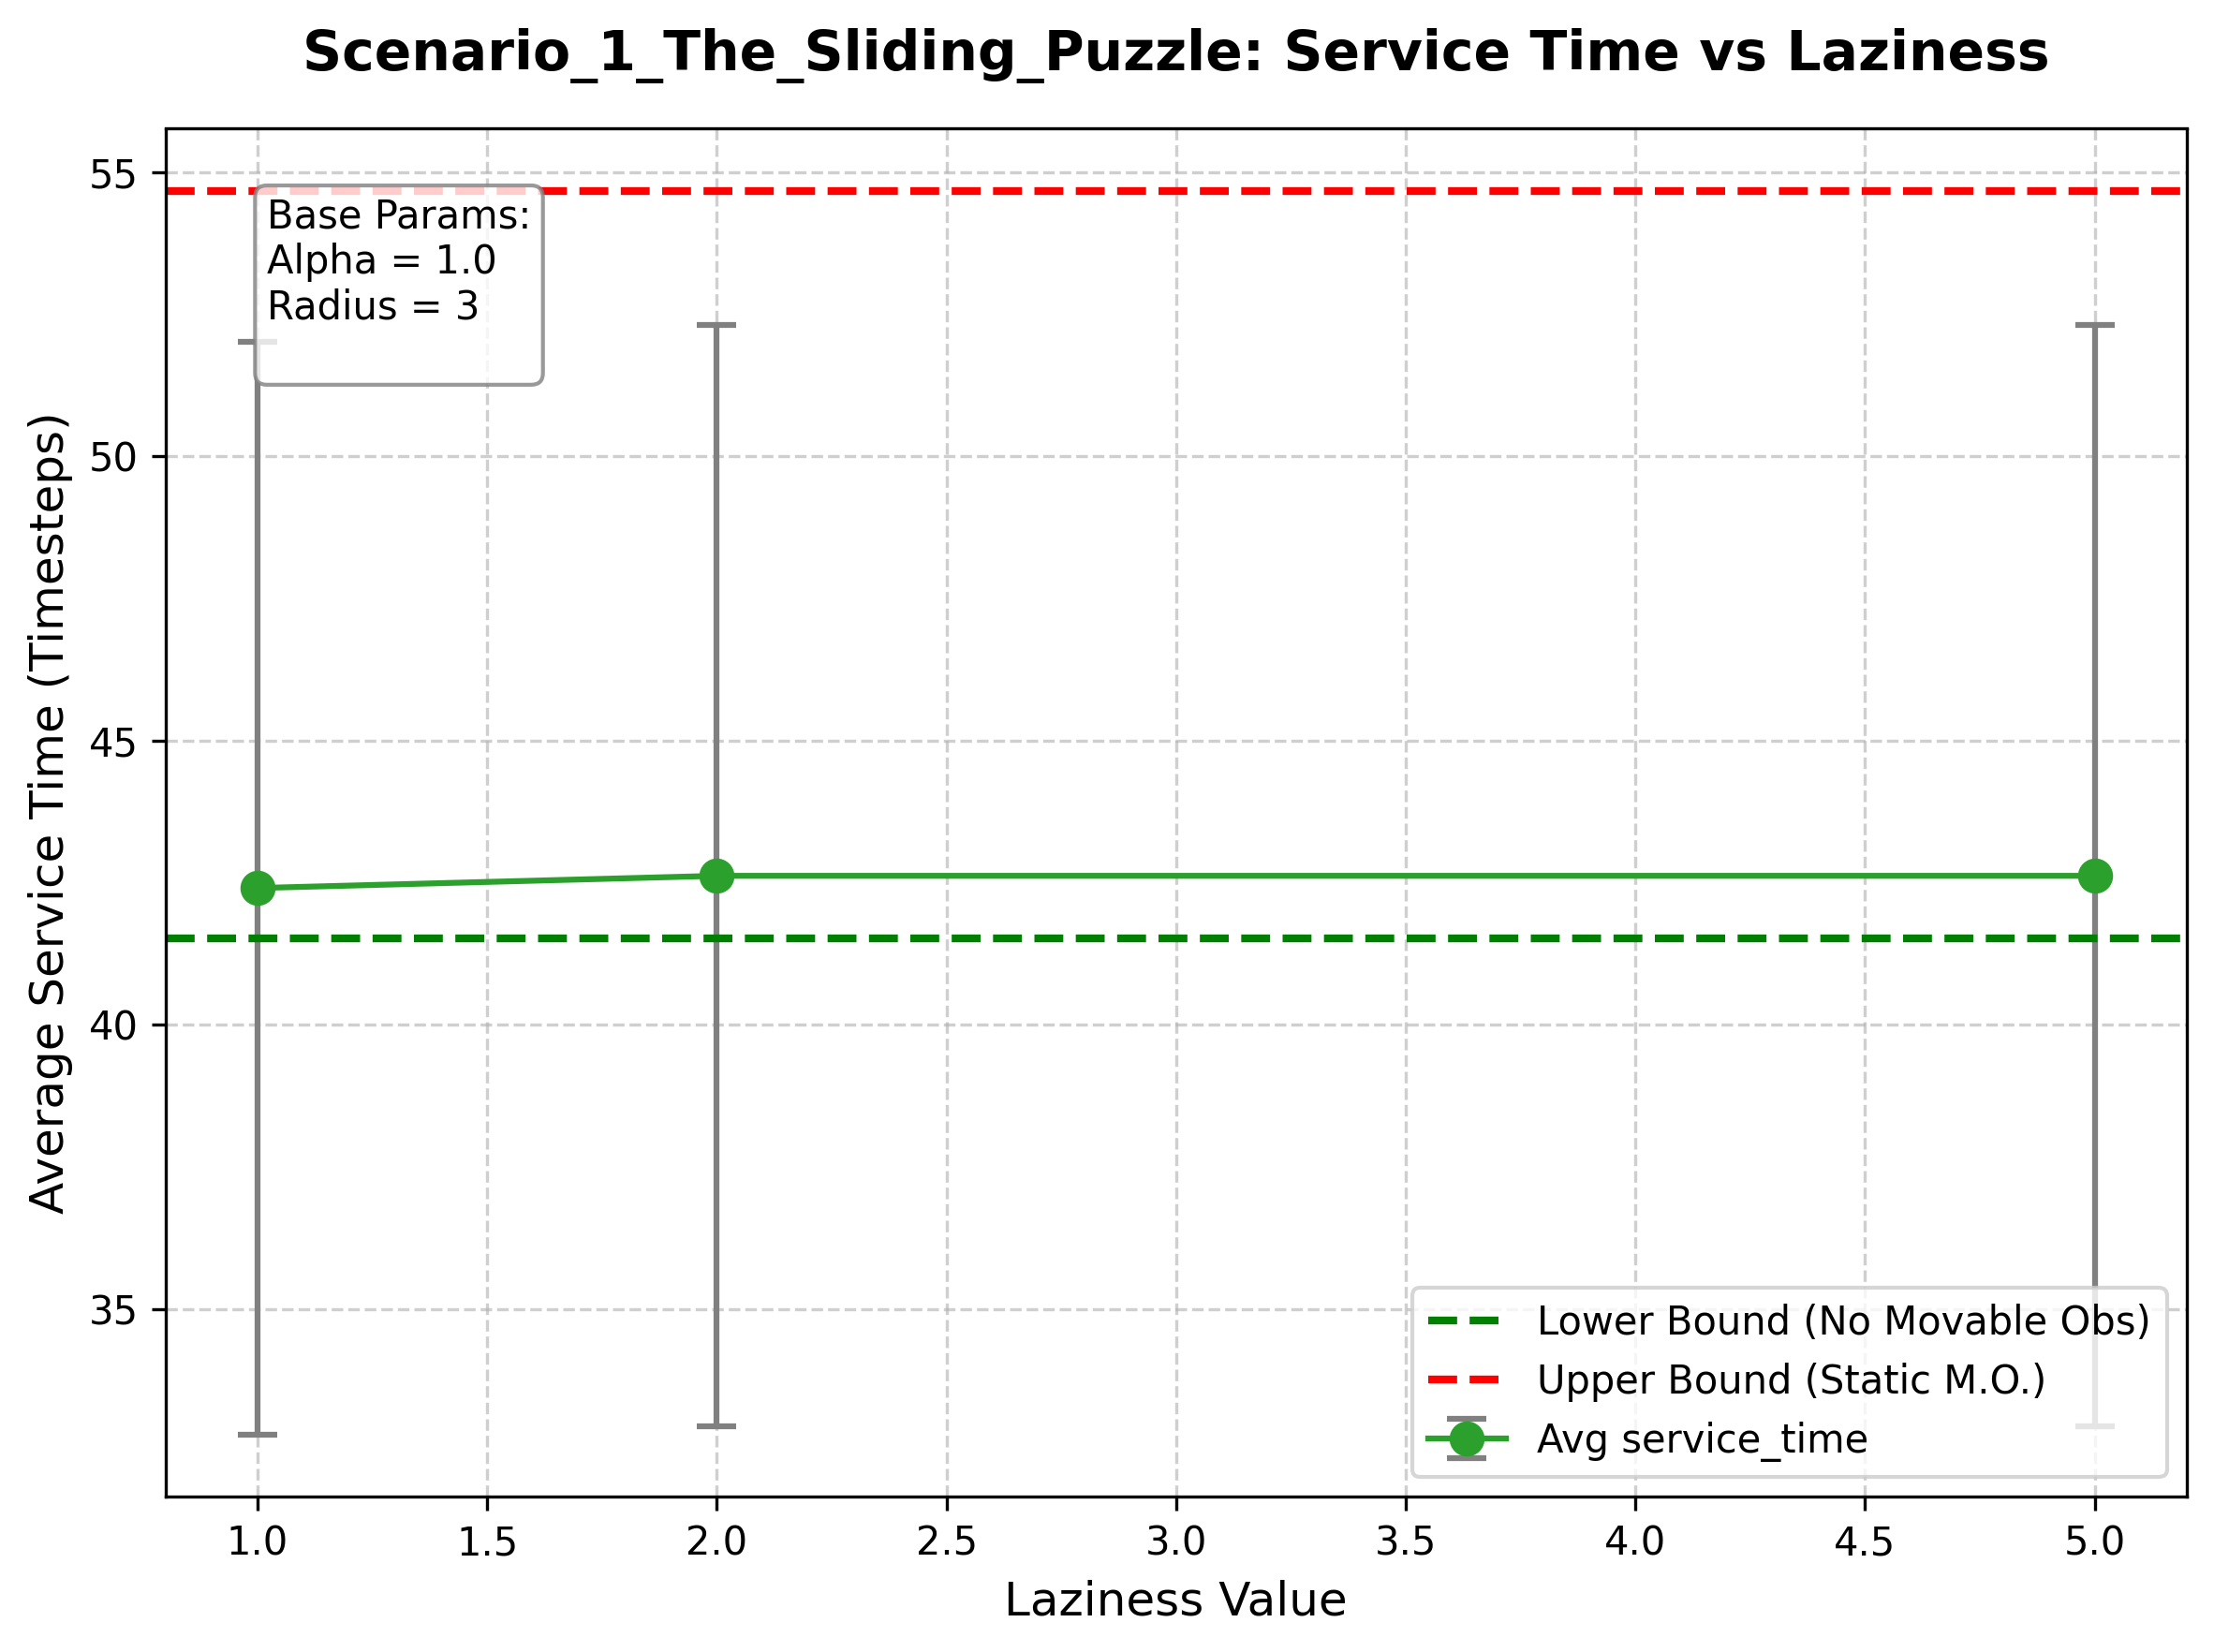 Scenario_1_The_Sliding_Puzzle: Service Time vs Laziness
Average Service Time (Timesteps)
55
50
45
40
35
Base Params:
Alpha = 1.0
Radius = 3
Lower Bound (No Movable Obs)
Upper Bound (Static M.O.)
Avg service_time
1.0 1.5 2.0 2.5 3.0 3.5 4.0 4.5 5.0
Laziness Value